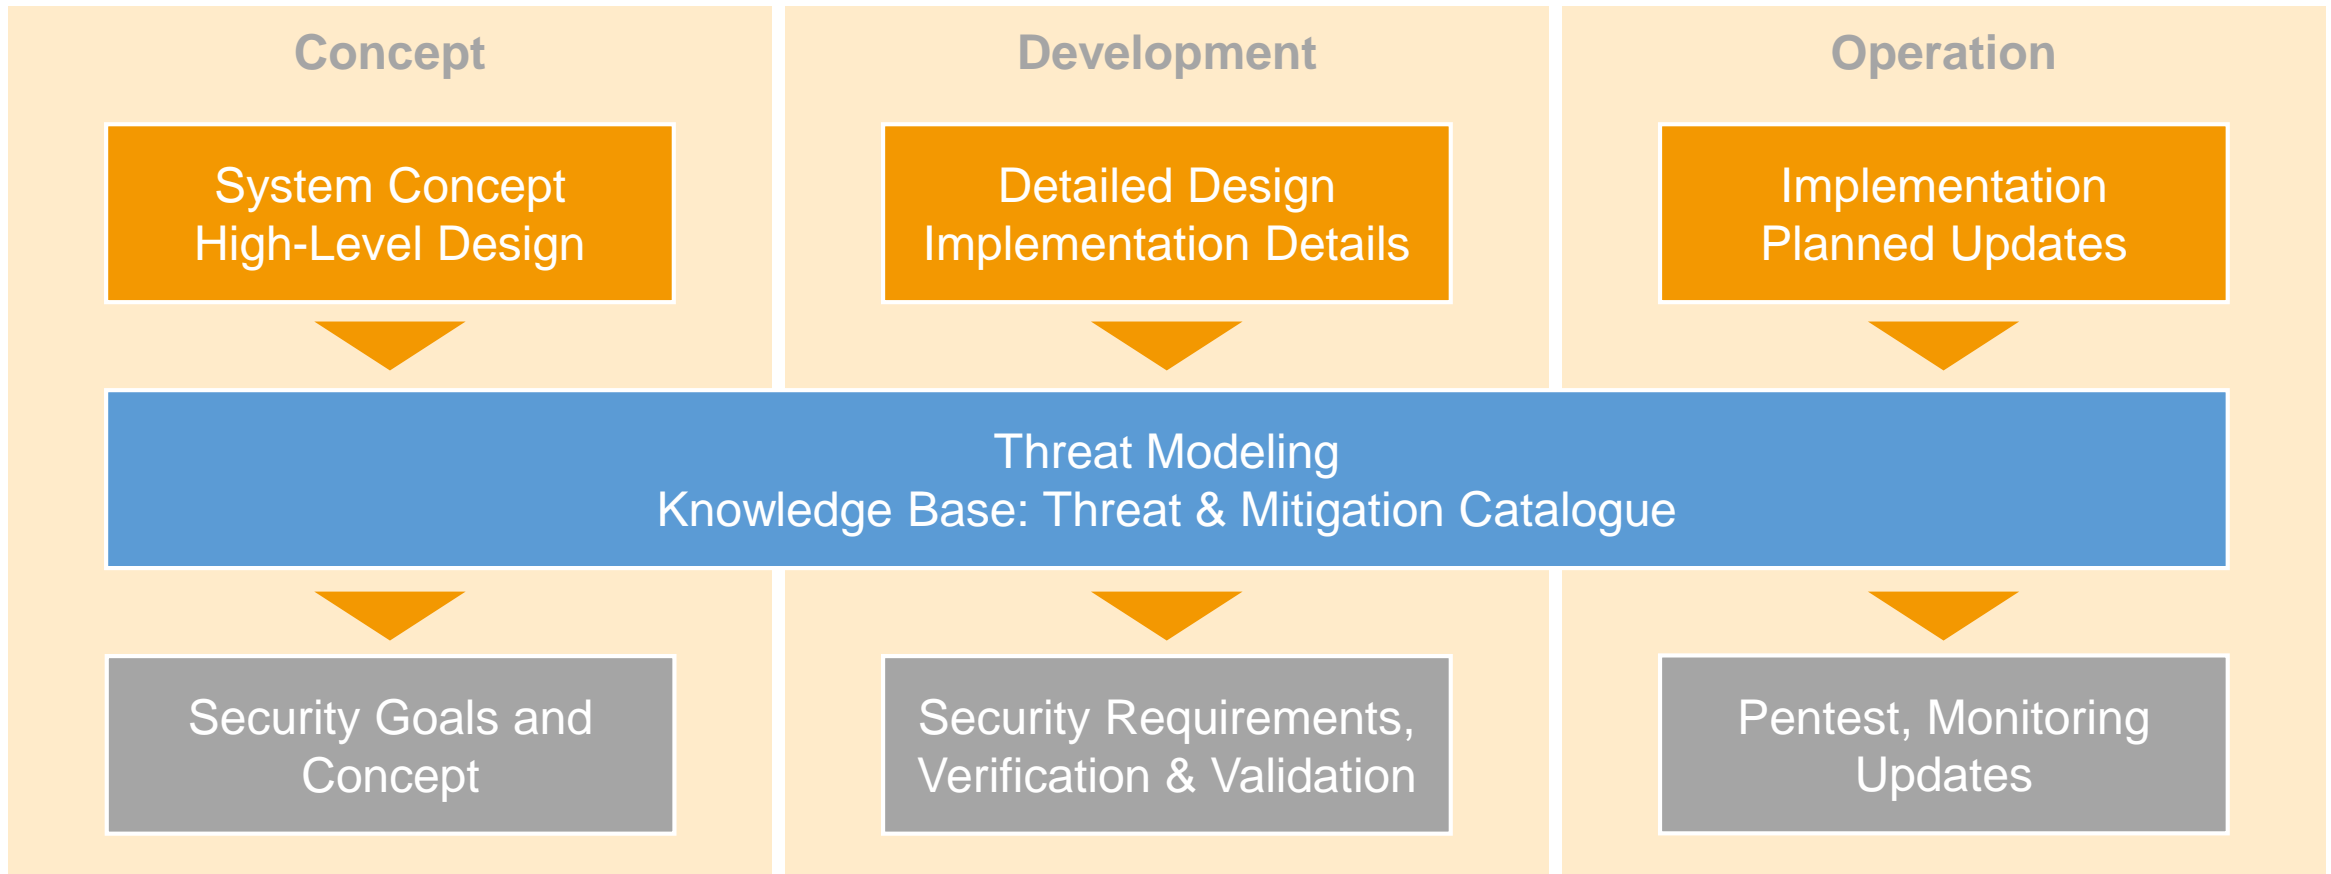 Concept
Development
Operation
System Concept
High-Level Design
Detailed Design
Implementation Details
Implementation
Planned Updates
Threat Modeling
Knowledge Base: Threat & Mitigation Catalogue
Security Goals and
Concept
Security Requirements,
Verification & Validation
Pentest, Monitoring
Updates